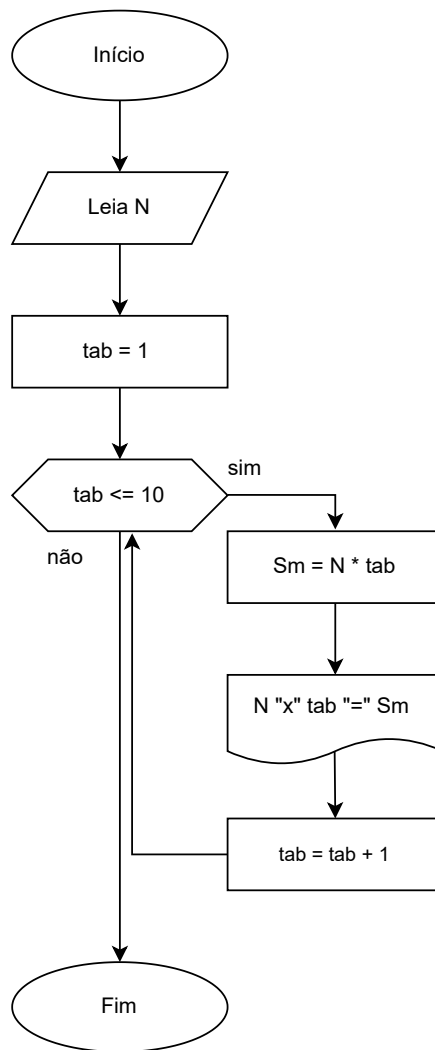 Início
Leia N
tab = 1
tab <= 10
sim
não
Sm = N * tab
N "x" tab "=" Sm
tab = tab + 1
Fim